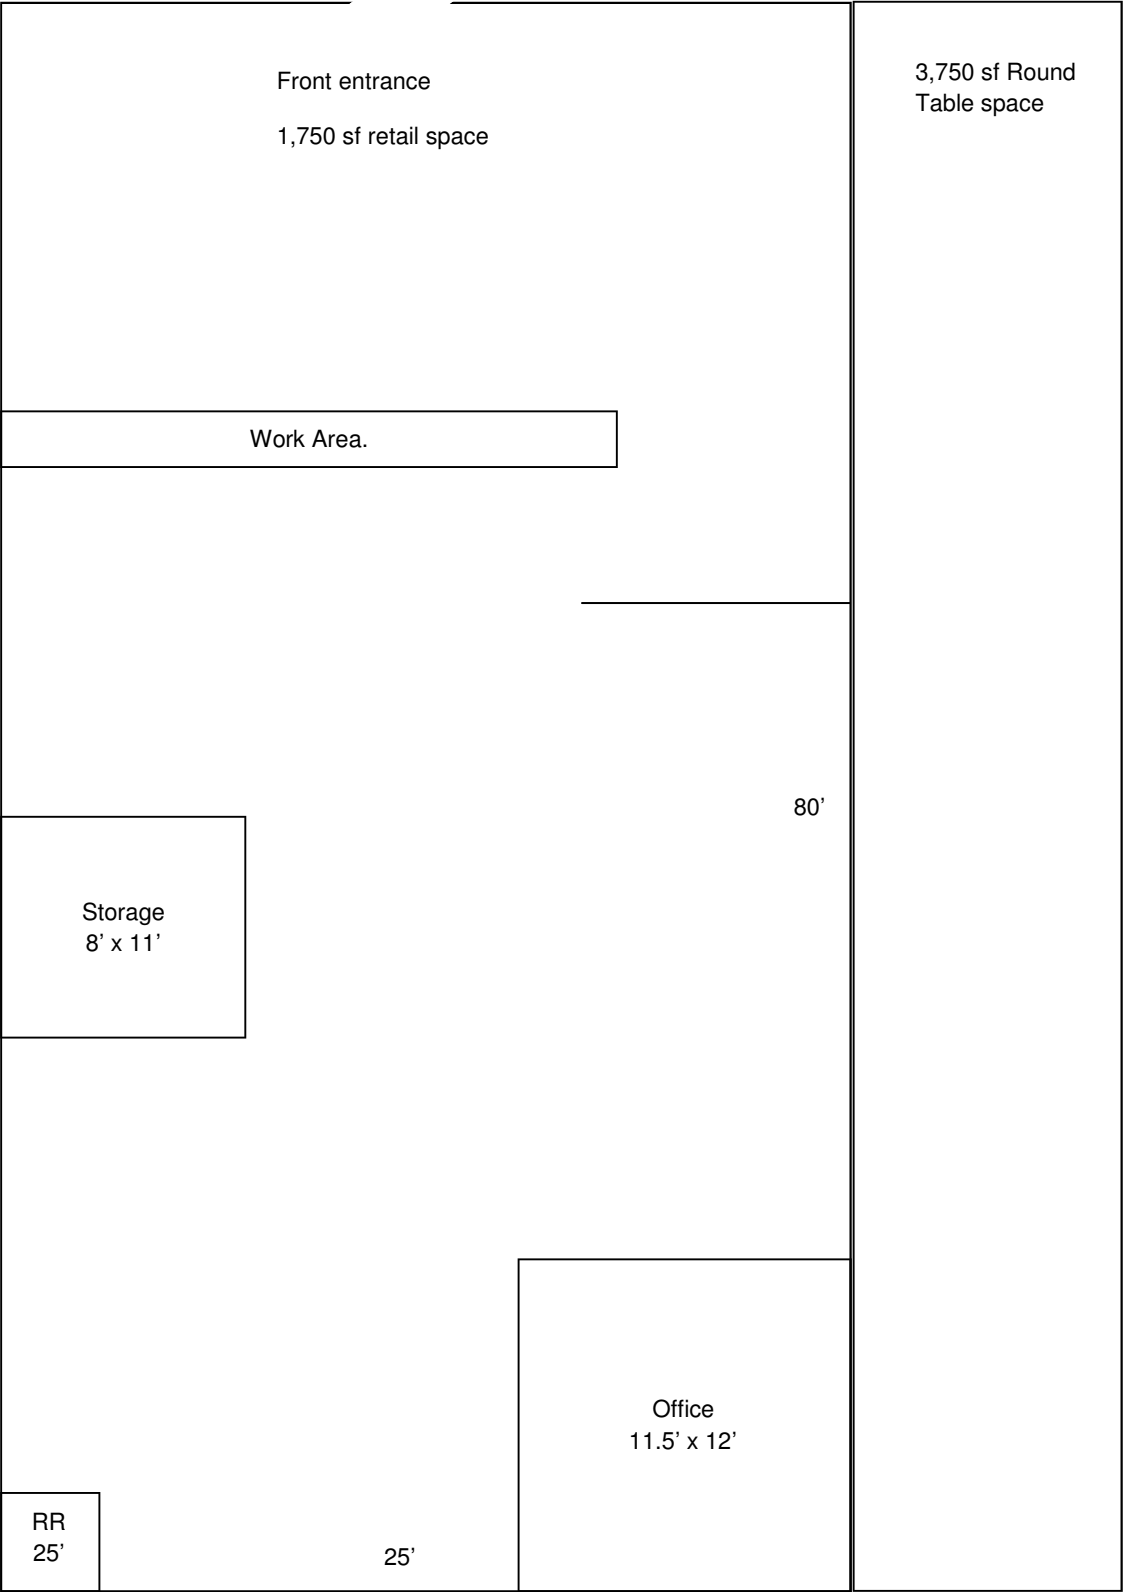 Front entrance
1,750 sf retail space
3,750 sf Round
Table space
Work Area.
80’
Storage
8’ x 11’
Office
11.5’ x 12’
RR
25’
25’